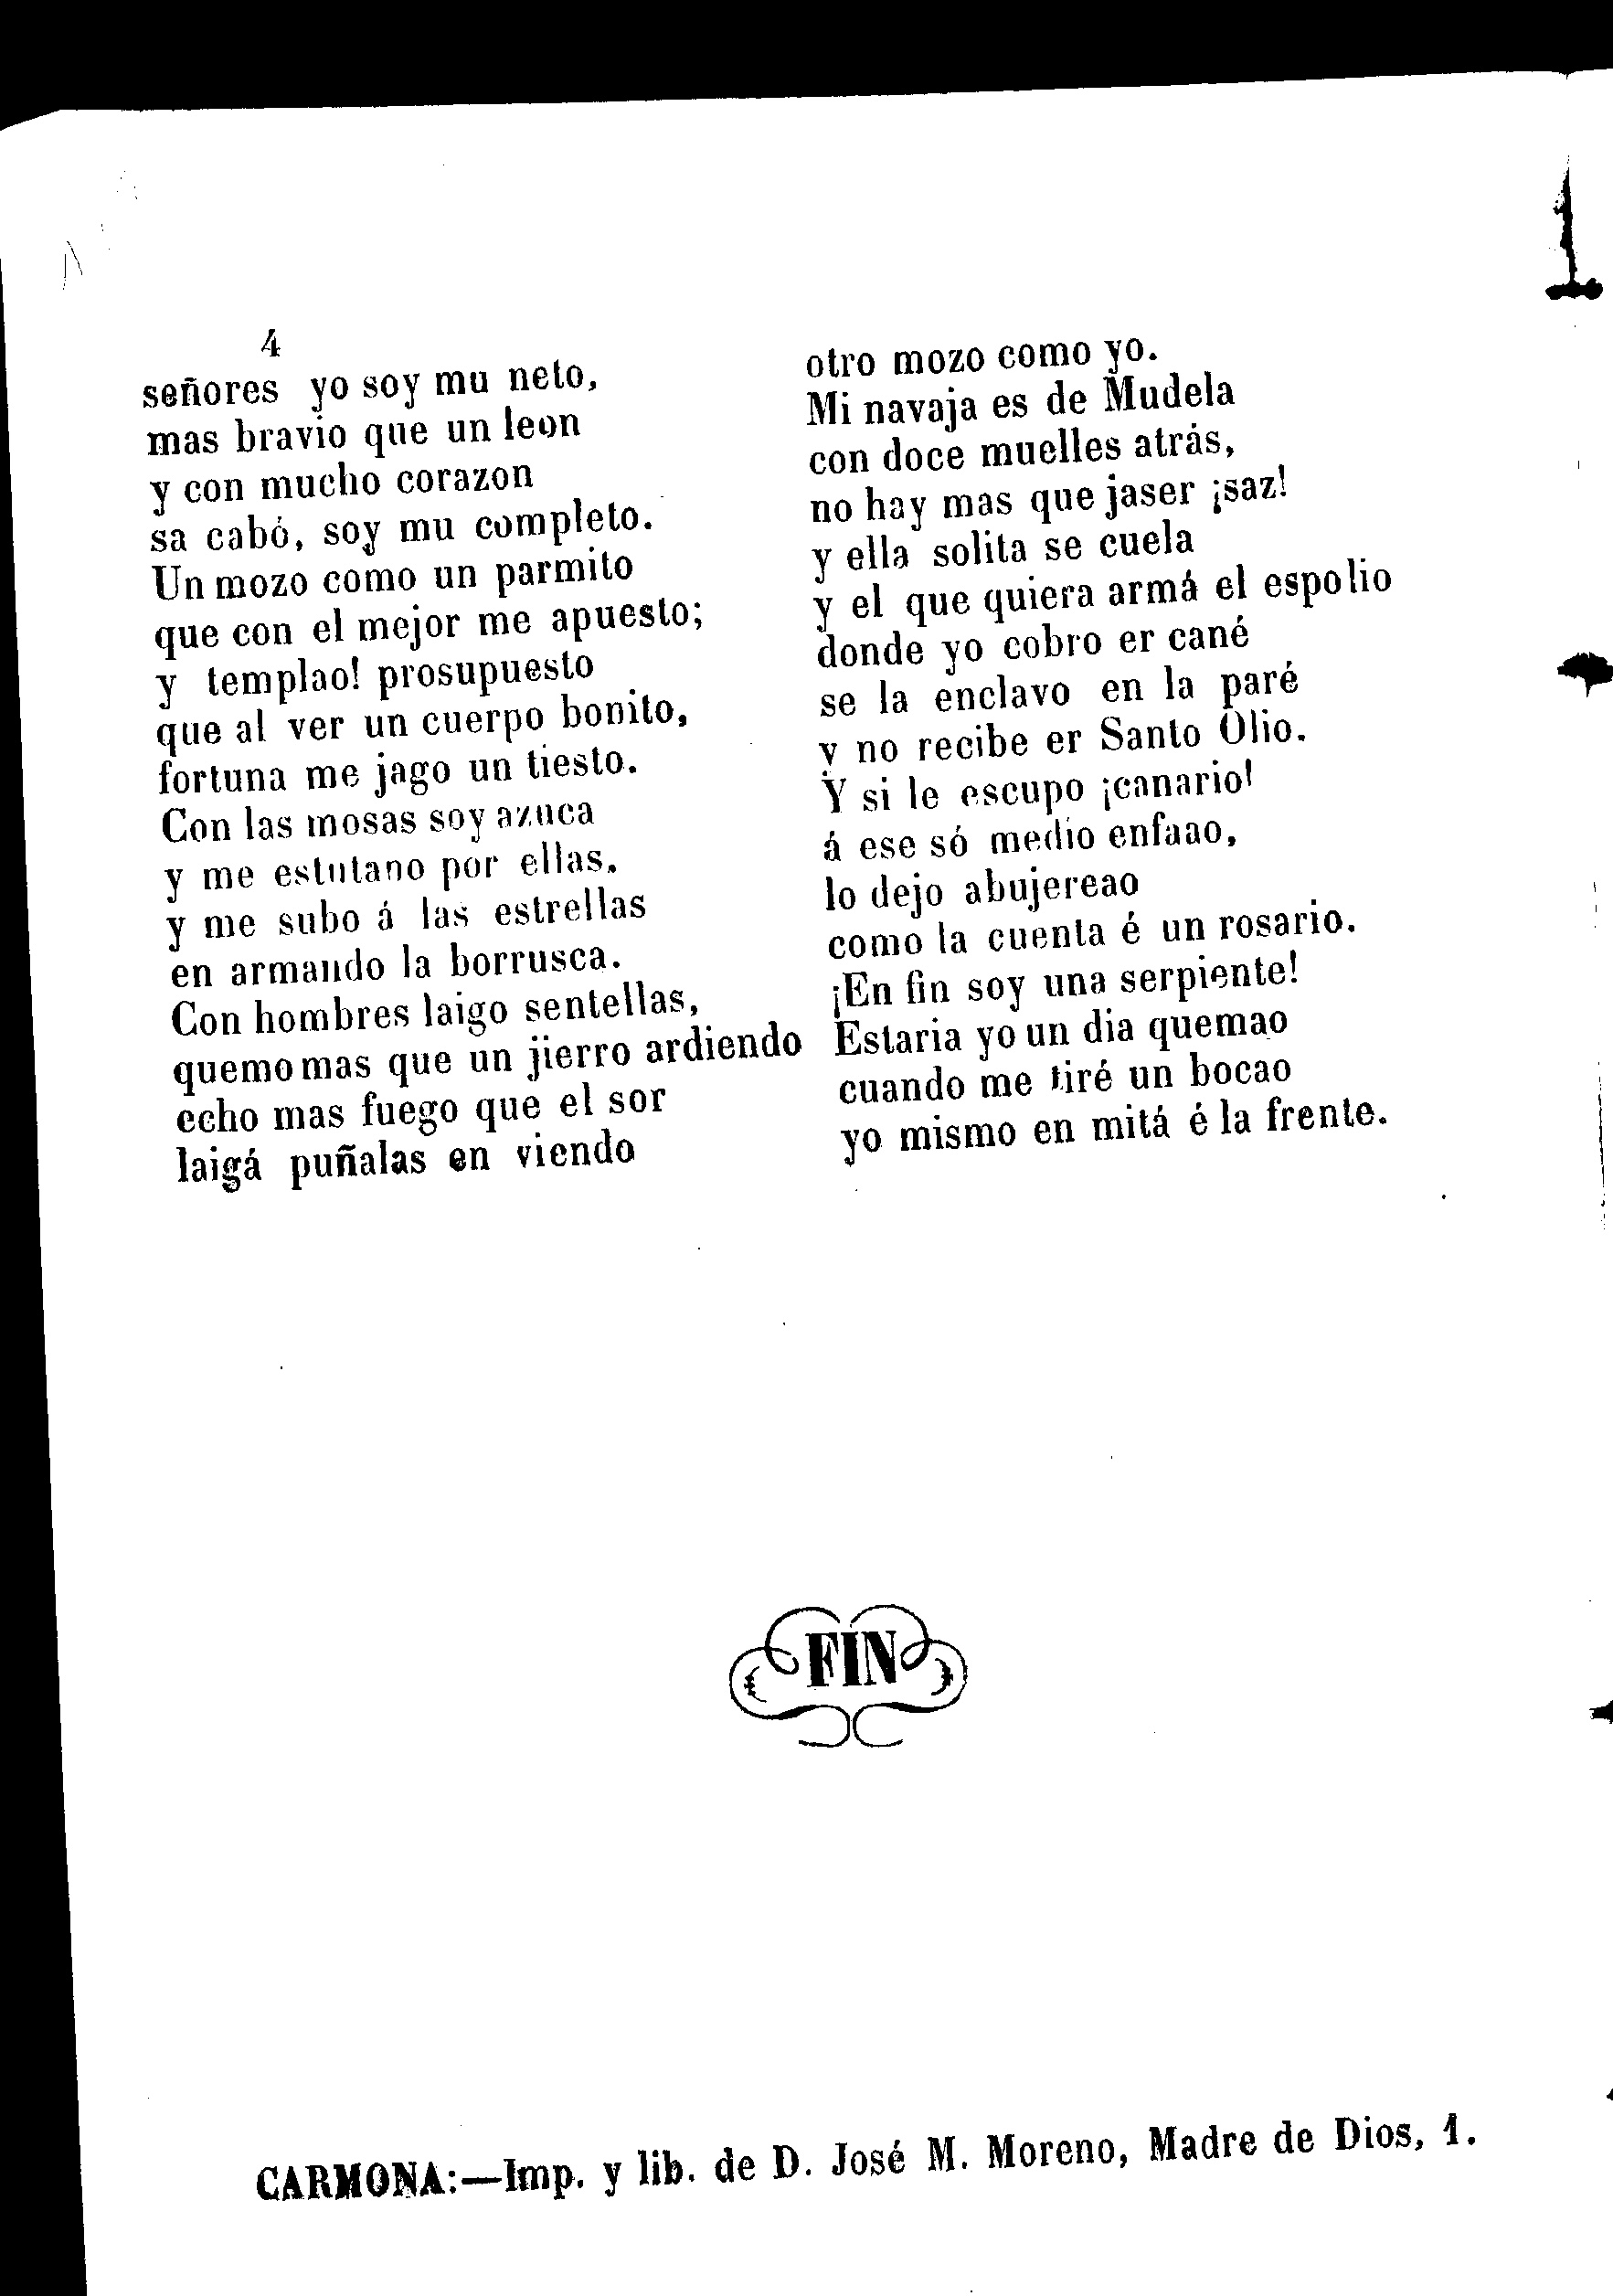 4
señores yo soy mu neto,
mas bravio que un leon
y con mucho corazon
sa cabó, soy mu completo.
Un mozo como un parmito
que con el mejor me apuesto;
y templao! prosupuesto
que al ver un cuerpo bonito,
fortuna me jago un tiesto.
Con las mosas soy azuca
y me estutano por ellas.
y me subo á las estrellas
en armando la borrusca.
Con hombres laigo sentellas,
quemo mas que un jierro ardiendo
echo mas fuego que el sor
laigá puñalas en viendo
otro mozo como yo.
Mi navaja es de Mudela
con doce muelles atrás,
no hay mas que jaser ¡saz!
y ella solita se cuela
y el que quiera armá el espolio
donde yo cobro er cané
se la enclavo en la paré
y no recibe er Santo Olio.
Y si le escupo ¡canario!
á ese só medio enfaao,
lo dejo abujereao
como la cuenta é un rosario.
¡En fin soy una serpiente!
Estaria yo un dia quemao
cuando me tiré un bocao
yo mismo en mitá é la frente.
FIN
CARMONA:—Imp. y lib. de D. José M. Moreno, Madre de Dios, 1.